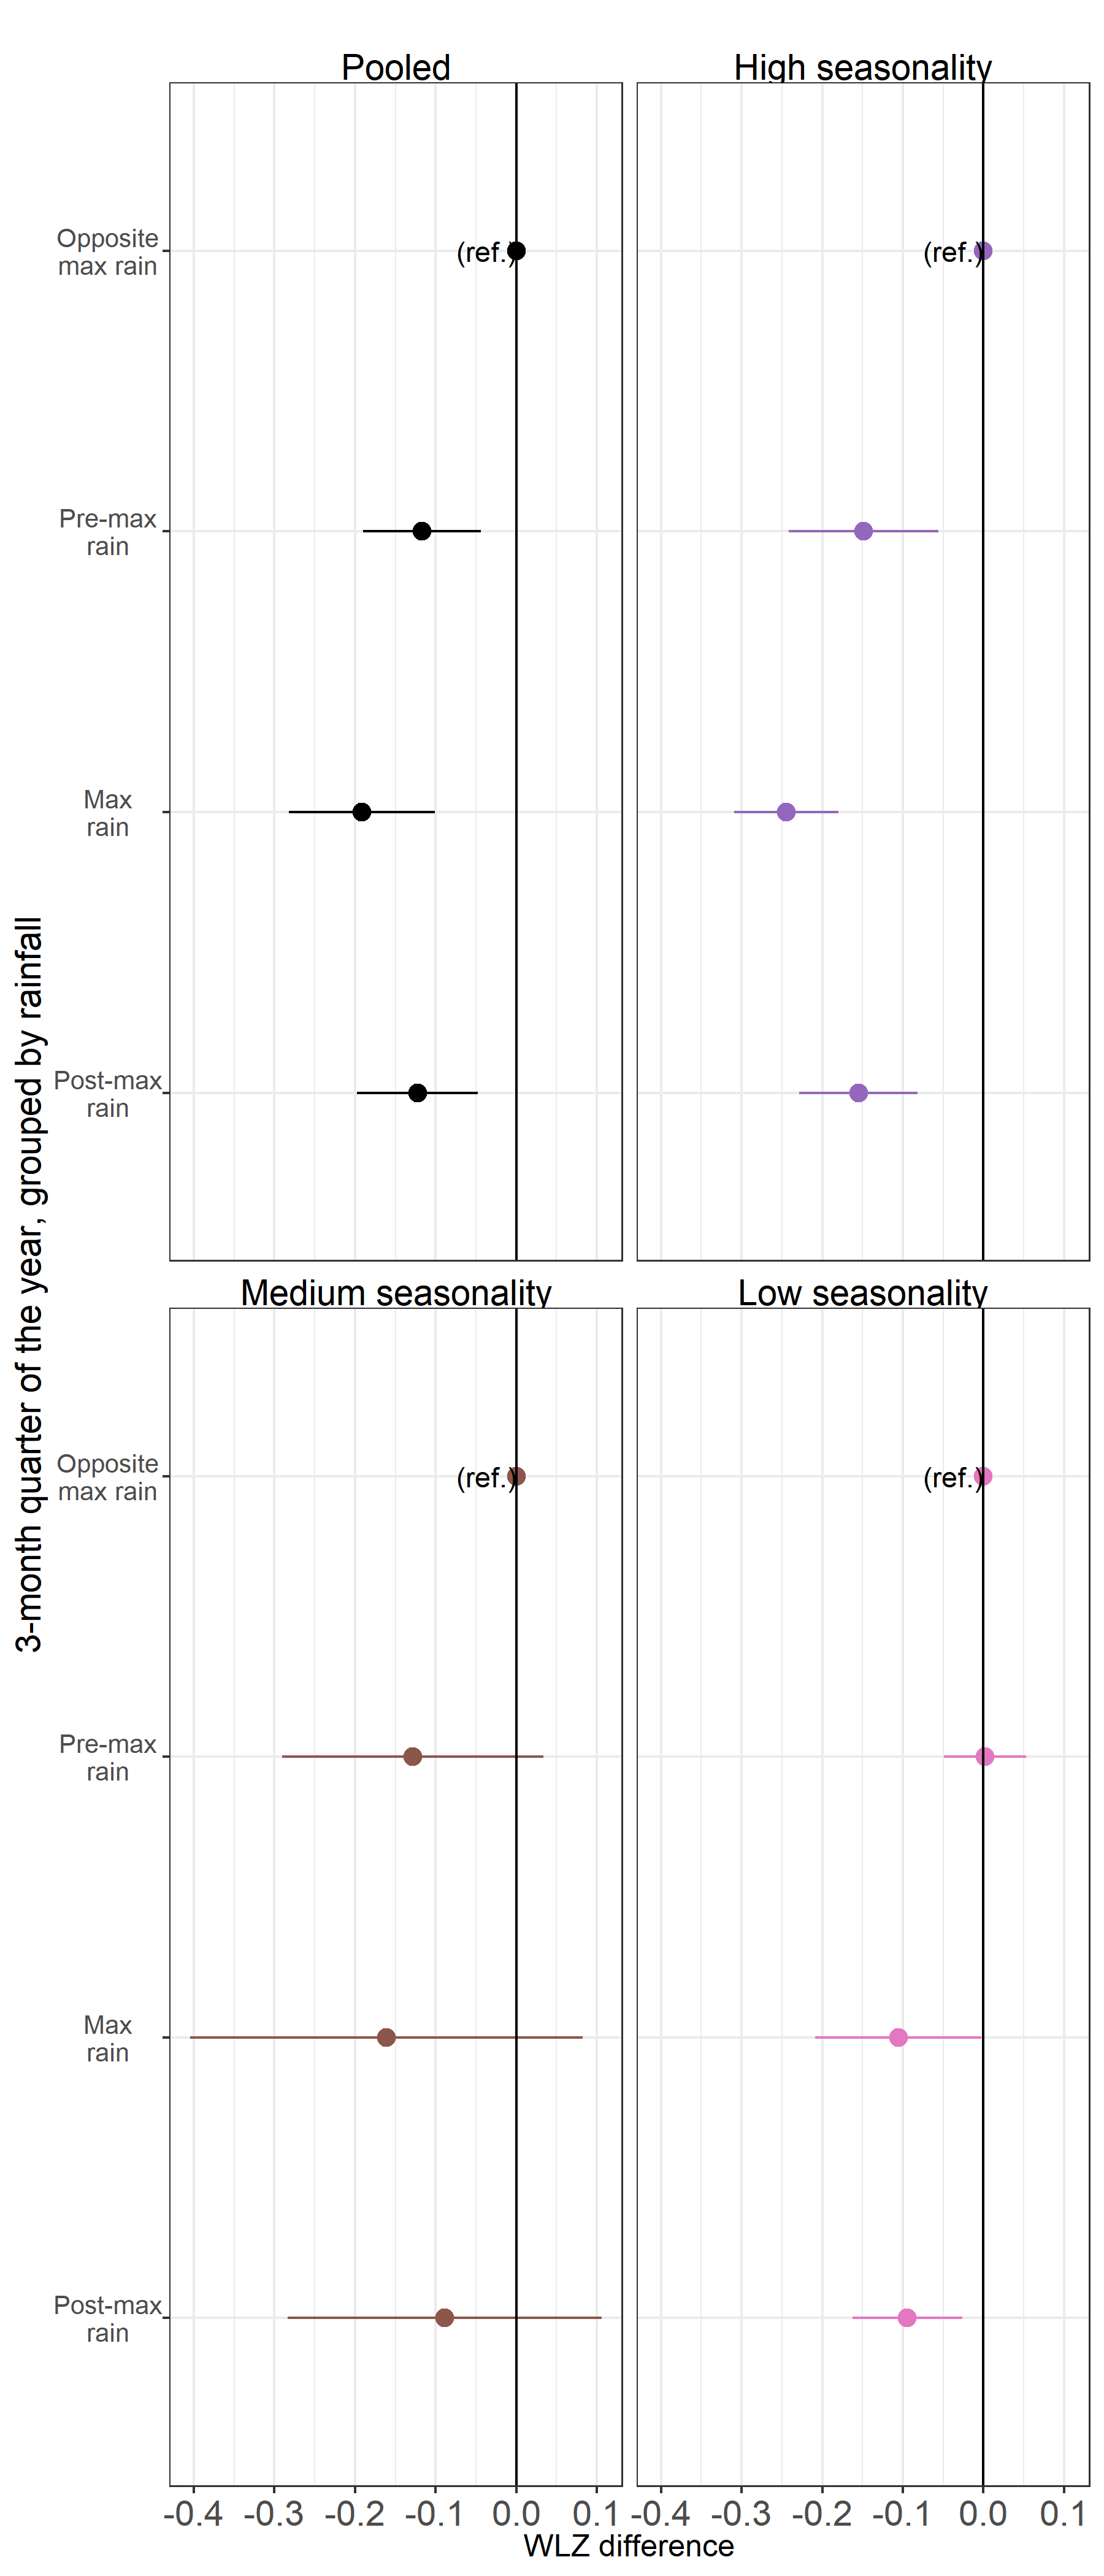 Pooled
High seasonality
Opposite
max rain
(ref.)
(ref.)
Pre-max
rain
Max
rain
Post-max
rain
3-month quarter of the year, grouped by rainfall
Medium seasonality
Low seasonality
Opposite
max rain
(ref.)
(ref.)
Pre-max
rain
Max
rain
Post-max
rain
-0.4 -0.3 -0.2 -0.1 0.0 0.1
-0.4 -0.3 -0.2 -0.1 0.0 0.1
WLZ difference